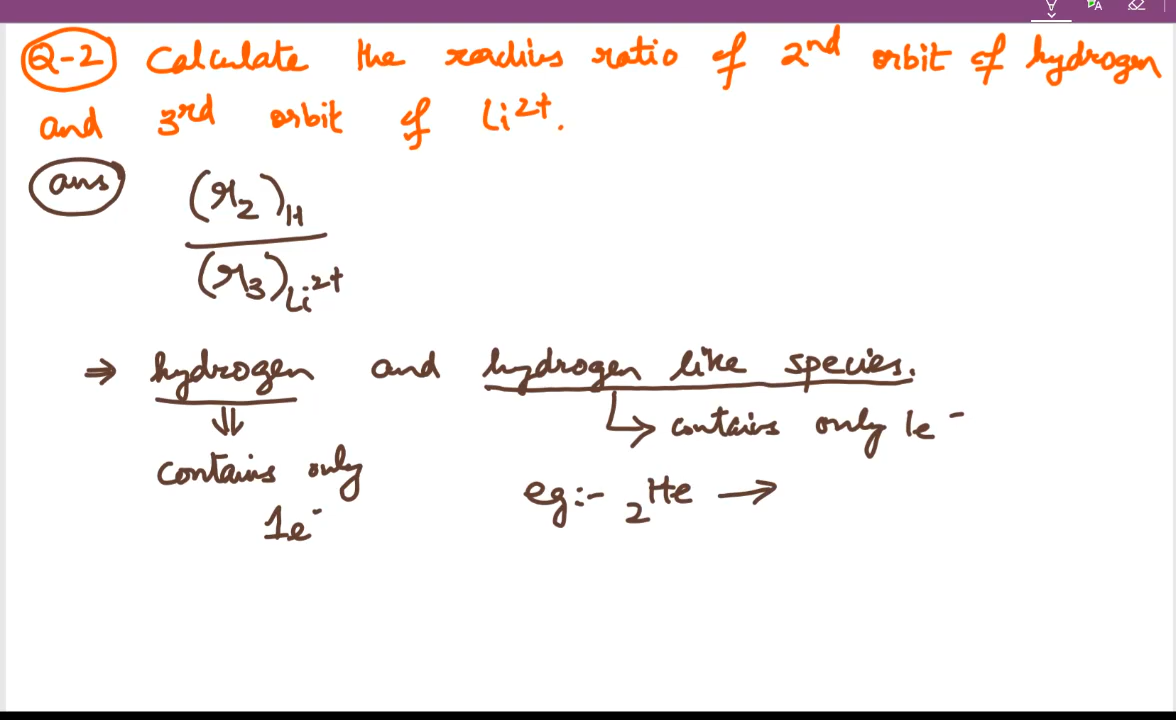 Q-2 Calculate the radius ratio of 2nd orbit of hydrogen
and 3rd orbit of Li2+.
ans (r2)H
(r3)Li2+
⇒ hydrogen and hydrogen like species.
⇓ ↳ contains only 1e-
contains only
1e-
eg:- 2He →